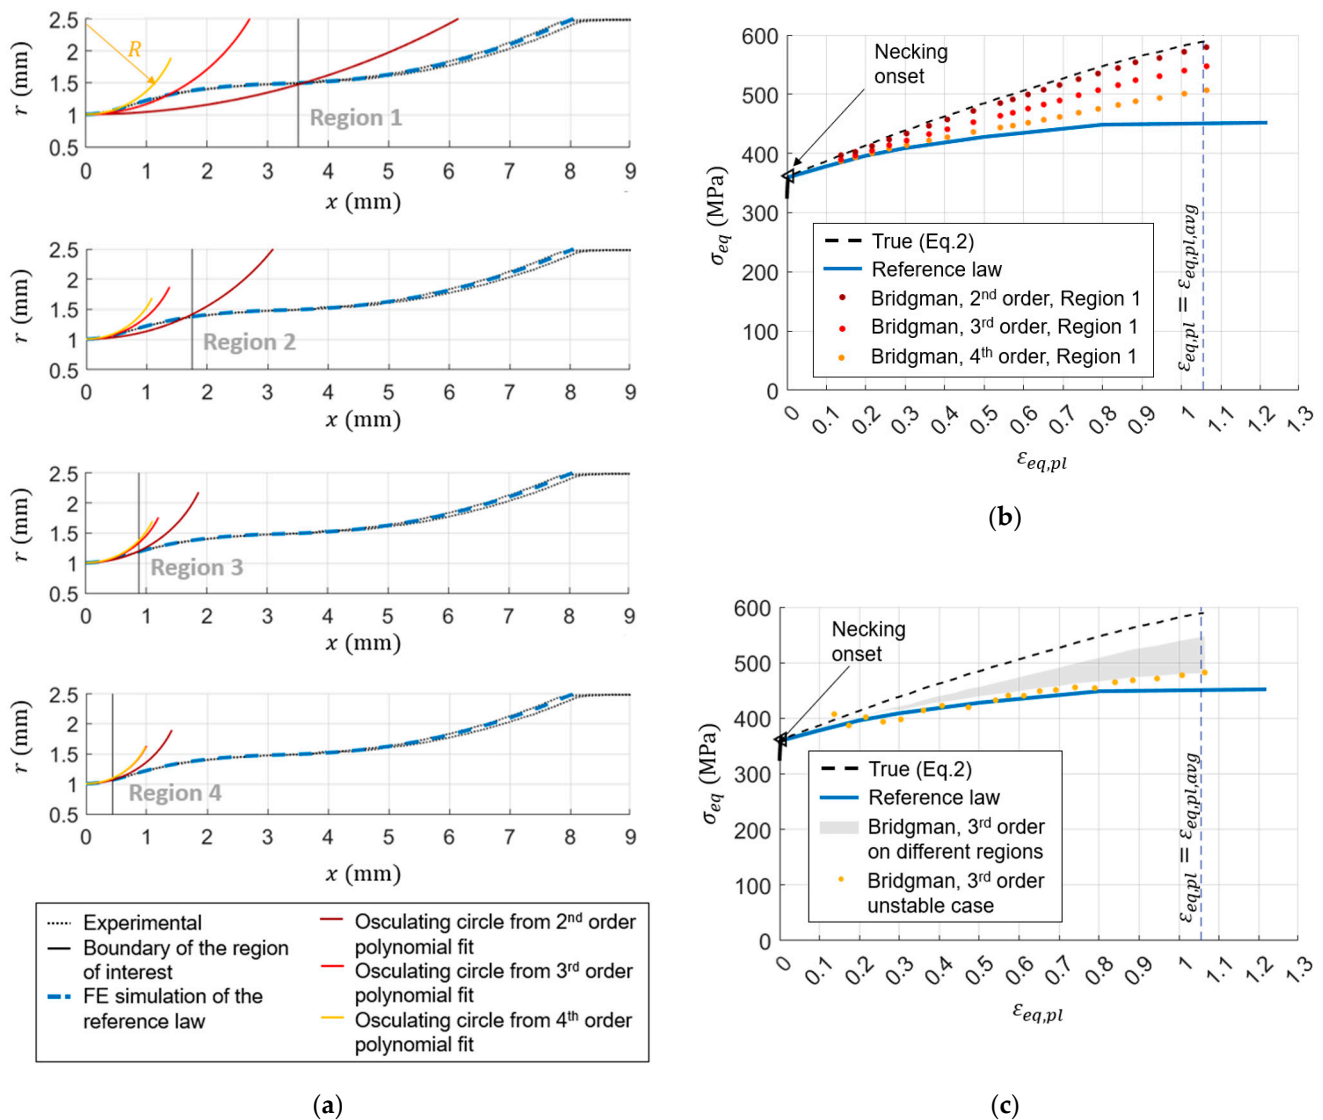 2.5
2
1.5
1
0.5
r (mm)
R
Region 1
0 1 2 3 4 5 6 7 8 9
x (mm)
2.5
2
1.5
1
0.5
r (mm)
Region 2
0 1 2 3 4 5 6 7 8 9
x (mm)
2.5
2
1.5
1
0.5
r (mm)
Region 3
0 1 2 3 4 5 6 7 8 9
x (mm)
2.5
2
1.5
1
0.5
r (mm)
Region 4
0 1 2 3 4 5 6 7 8 9
x (mm)
Experimental
Boundary of the region
of interest
FE simulation of the
reference law
Osculating circle from 2nd order
polynomial fit
Osculating circle from 3rd order
polynomial fit
Osculating circle from 4th order
polynomial fit
(a)
600
500
400
300
200
100
0
σeq (MPa)
Necking
onset
True (Eq.2)
Reference law
Bridgman, 2nd order, Region 1
Bridgman, 3rd order, Region 1
Bridgman, 4th order, Region 1
εeq,pl = εeq,pl,avg
0 0.1 0.2 0.3 0.4 0.5 0.6 0.7 0.8 0.9 1 1.1 1.2 1.3
εeq,pl
(b)
600
500
400
300
200
100
0
σeq (MPa)
Necking
onset
True (Eq.2)
Reference law
Bridgman, 3rd order
on different regions
Bridgman, 3rd order
unstable case
εeq,pl = εeq,pl,avg
0 0.1 0.2 0.3 0.4 0.5 0.6 0.7 0.8 0.9 1 1.1 1.2 1.3
εeq,pl
(c)